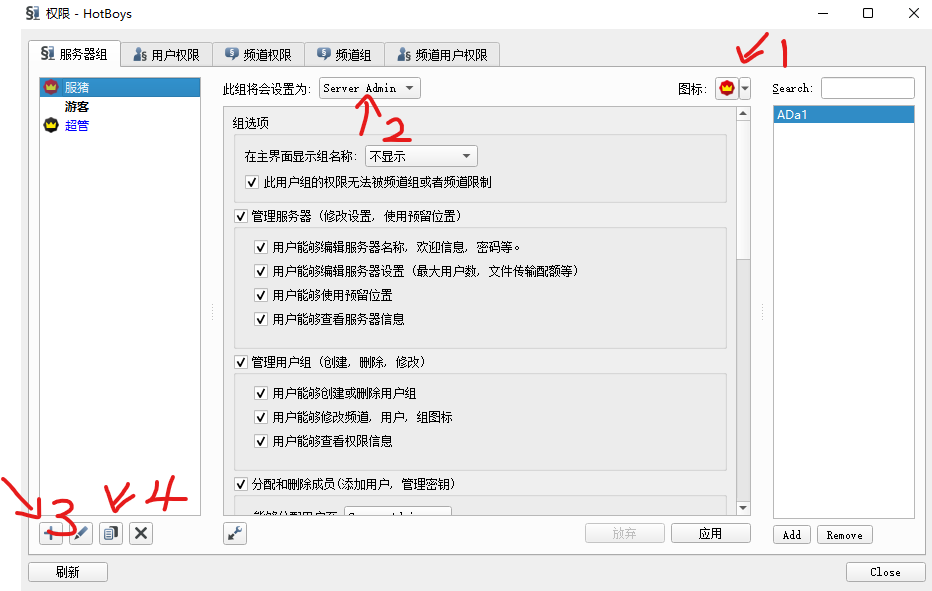 权限 - HotBoys
服务器组 用户权限 频道权限 频道组 频道用户权限
1
服猪
游客
超管
此组将会设置为: Server Admin
图标:
Search:
2
ADa1
组选项
在主界面显示组名称: 不显示
此用户组的权限无法被频道组或者频道限制
管理服务器 (修改设置, 使用预留位置)
用户能够编辑服务器名称, 欢迎信息, 密码等。
用户能够编辑服务器设置 (最大用户数, 文件传输配额等)
用户能够使用预留位置
用户能够查看服务器信息
管理用户组 (创建, 删除, 修改)
用户能够创建或删除用户组
用户能够修改频道, 用户, 组图标
用户能够查看权限信息
分配和删除成员(添加用户, 管理密钥)
3
4
放弃 应用 Add Remove
刷新 Close